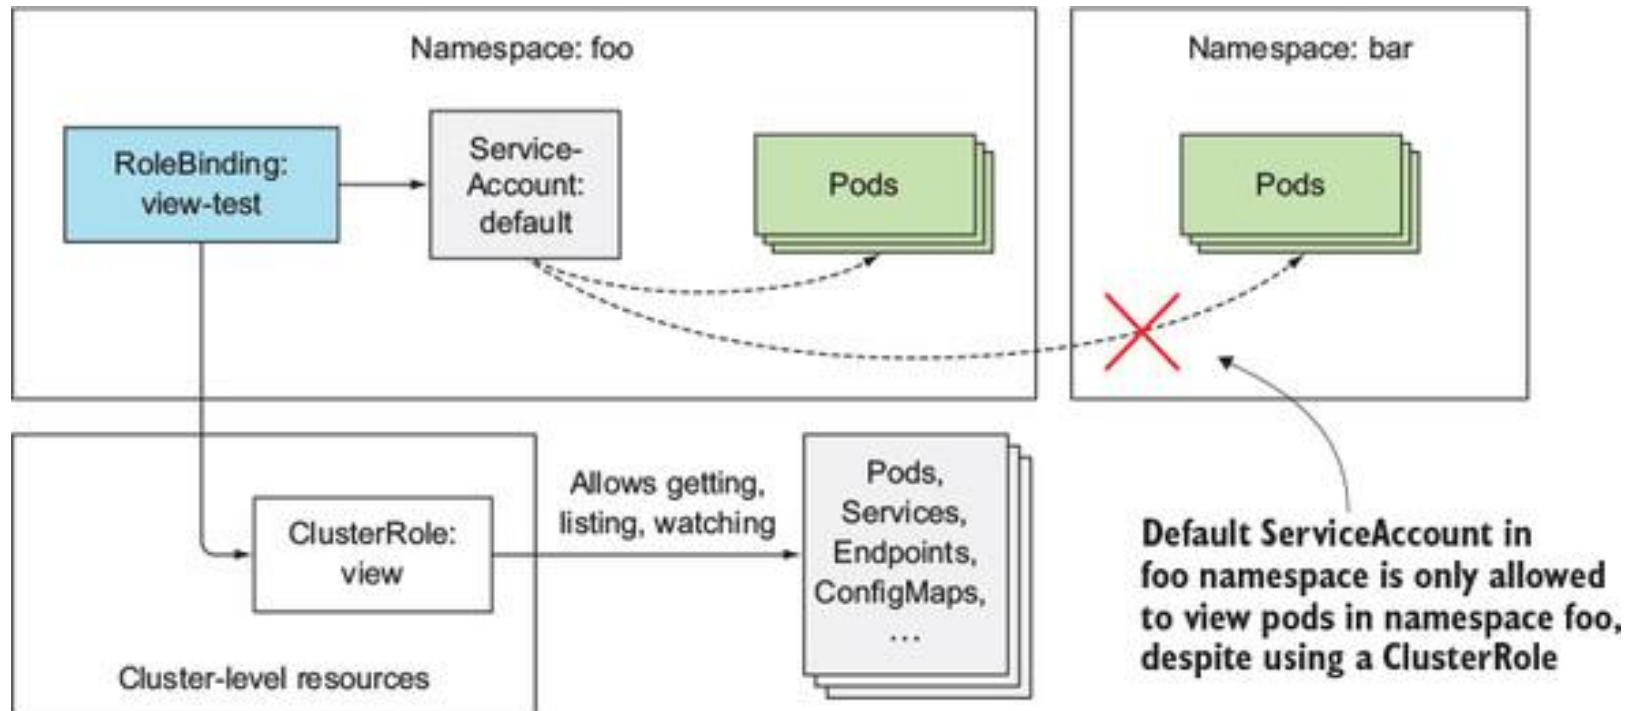 Namespace: foo
Namespace: bar
RoleBinding:
view-test
Service-
Account:
default
Pods
Pods
Allows getting,
listing, watching
ClusterRole:
view
Pods,
Services,
Endpoints,
ConfigMaps,
...
Cluster-level resources
Default ServiceAccount in
foo namespace is only allowed
to view pods in namespace foo,
despite using a ClusterRole